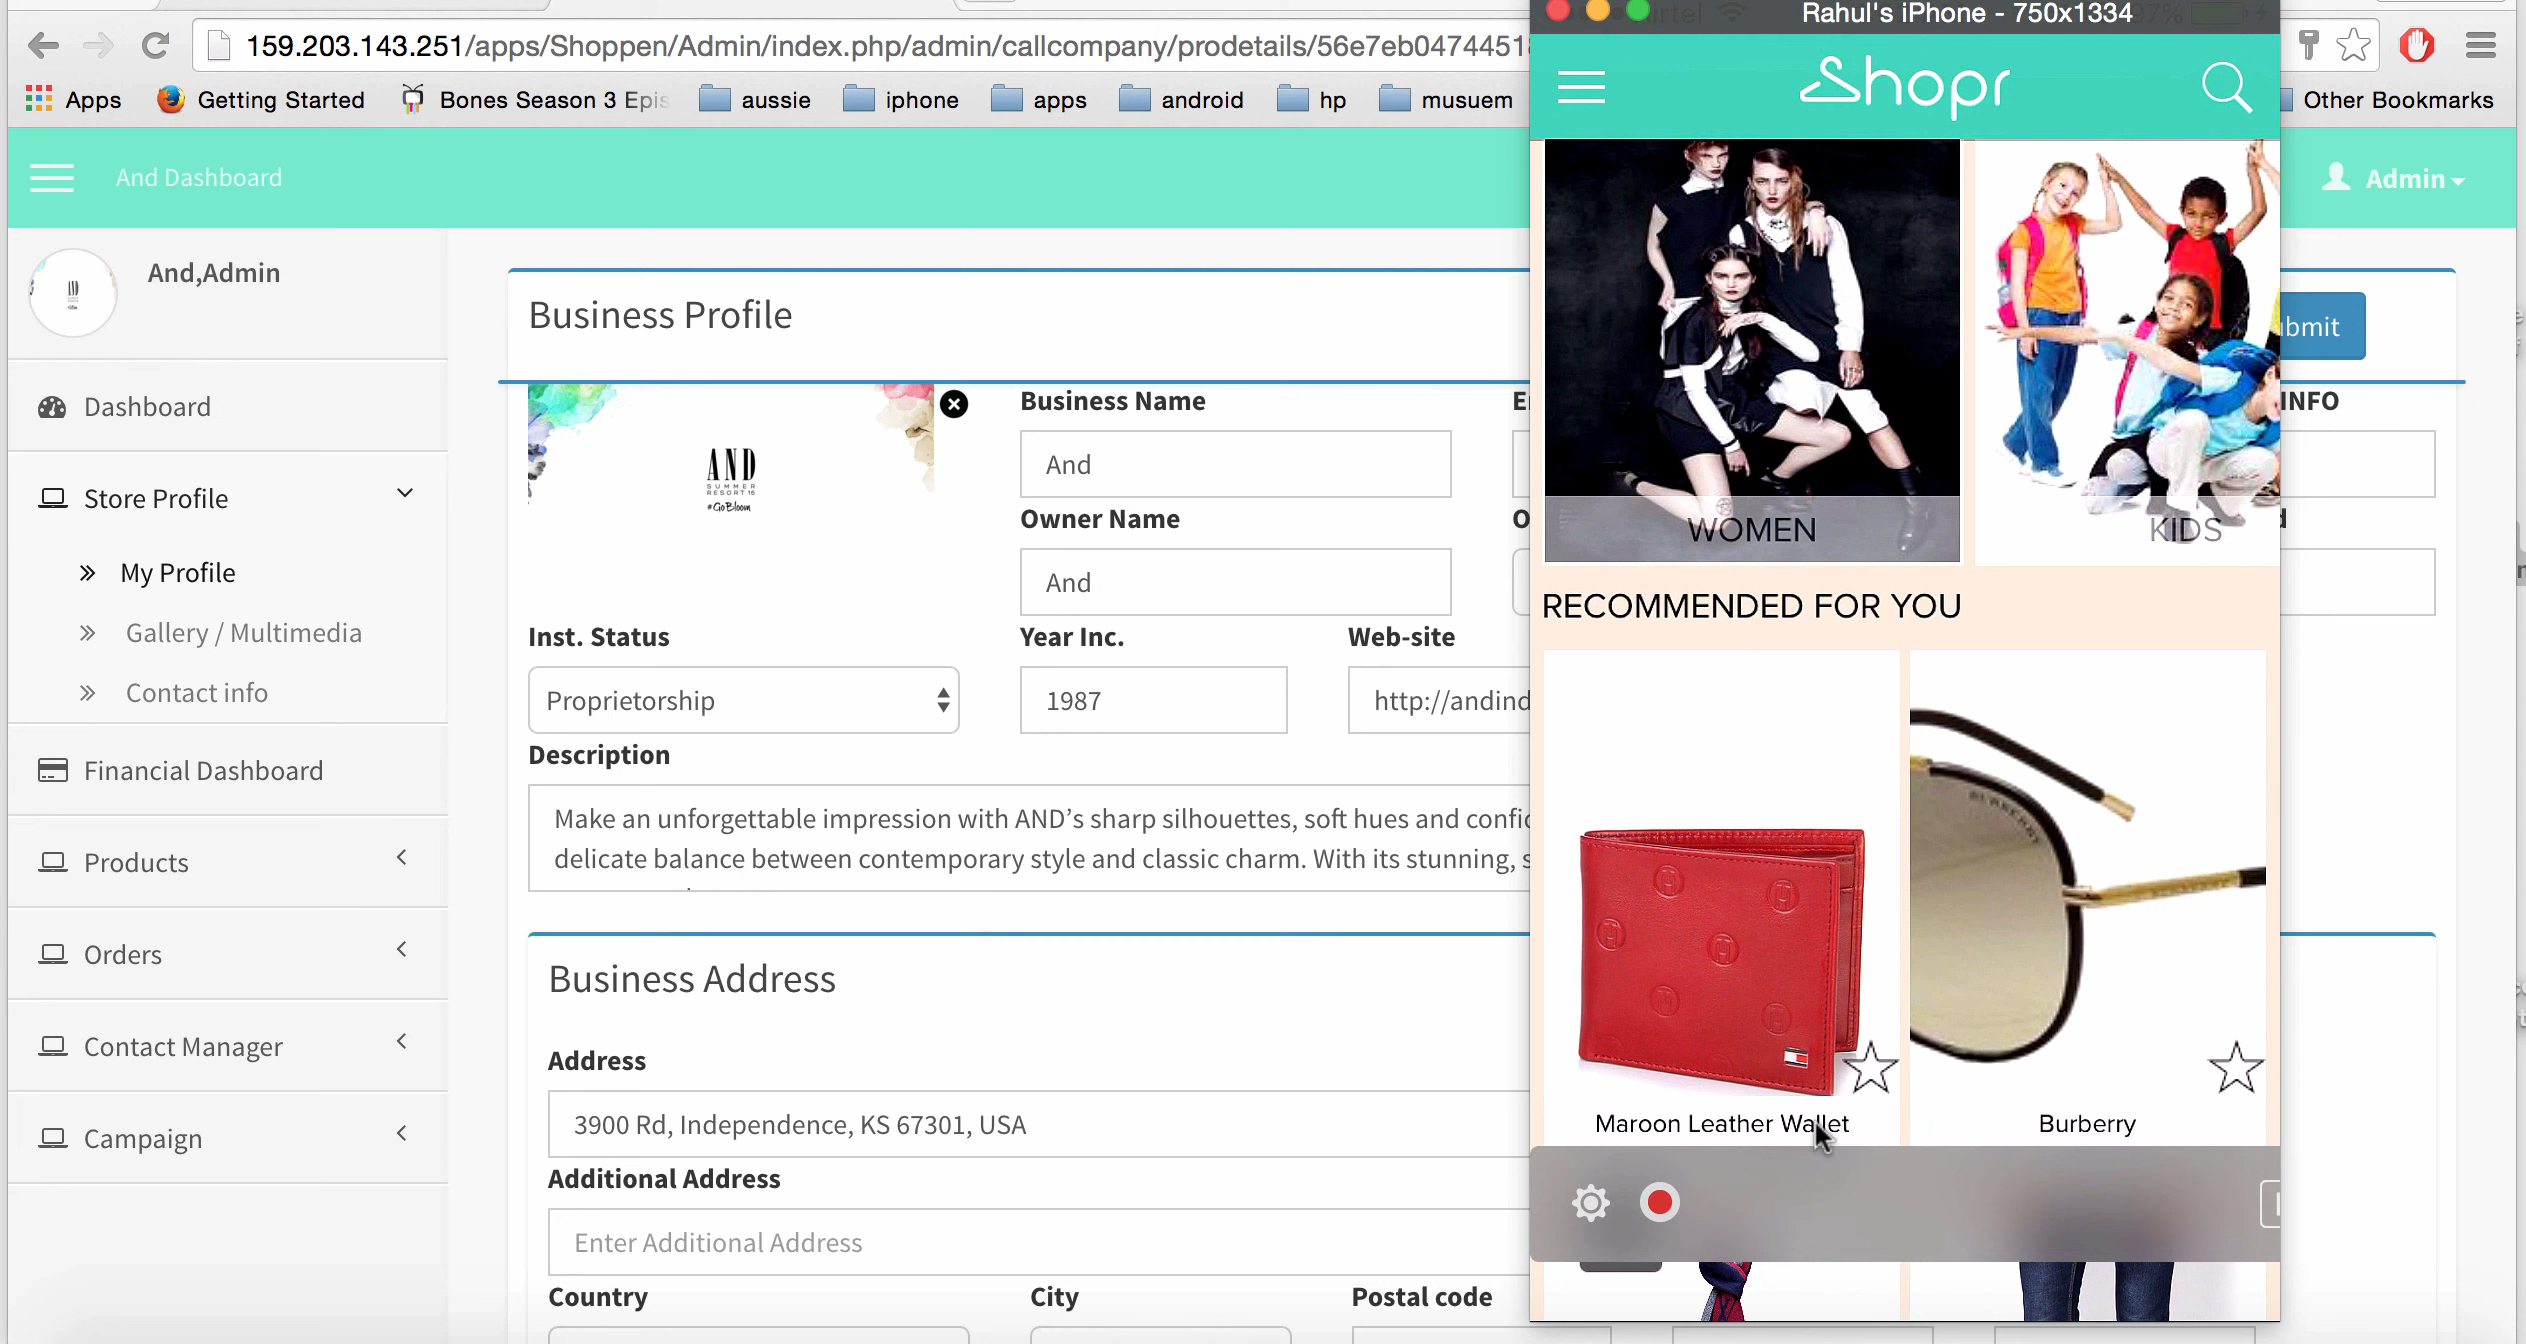 159.203.143.251/apps/Shoppen/Admin/index.php/admin/callcompany/prodetails/56e7eb047445
Apps
Getting Started
Bones Season 3 Epis
aussie
iphone
apps
android
hp
musuem
Other Bookmarks
And Dashboard
Admin
And,Admin
Dashboard
Store Profile
My Profile
Gallery / Multimedia
Contact info
Financial Dashboard
Products
Orders
Contact Manager
Campaign
Business Profile
bmit
AND
SUMMER
RESORT 16
#GoBloom
Business Name
INFO
And
Owner Name
And
Inst. Status
Year Inc.
Web-site
Proprietorship
1987
http://andind
Description
Make an unforgettable impression with AND’s sharp silhouettes, soft hues and confi
delicate balance between contemporary style and classic charm. With its stunning, s
Business Address
Address
3900 Rd, Independence, KS 67301, USA
Additional Address
Enter Additional Address
Country
City
Postal code
Rahul's iPhone - 750x1334
Shopr
WOMEN
KIDS
RECOMMENDED FOR YOU
BURBERRY
Maroon Leather Wallet
Burberry